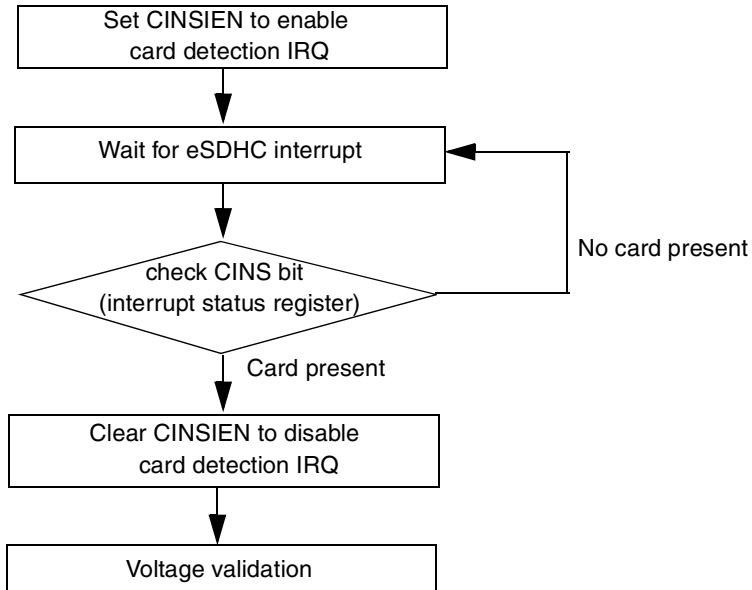 Set CINSIEN to enable
card detection IRQ
Wait for eSDHC interrupt
No card present
check CINS bit
(interrupt status register)
Card present
Clear CINSIEN to disable
card detection IRQ
Voltage validation